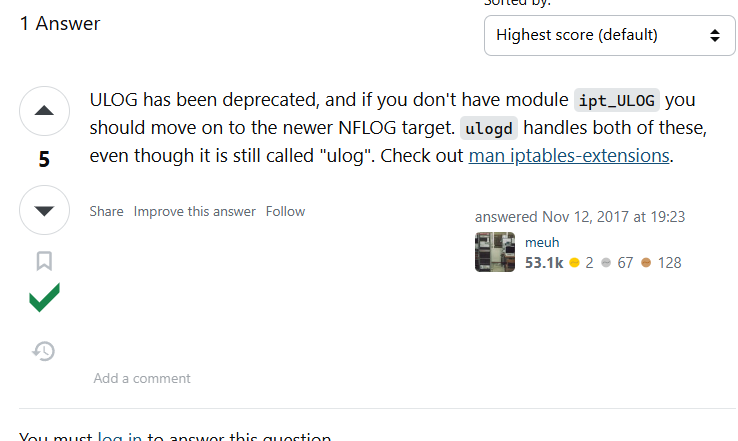 Sorted by:
1 Answer
Highest score (default)
ULOG has been deprecated, and if you don't have module ipt_ULOG you
should move on to the newer NFLOG target. ulogd handles both of these,
even though it is still called "ulog". Check out man iptables-extensions.
5
Share Improve this answer Follow
answered Nov 12, 2017 at 19:23
meuh
53.1k 2 67 128
Add a comment
You must log in to answer this question